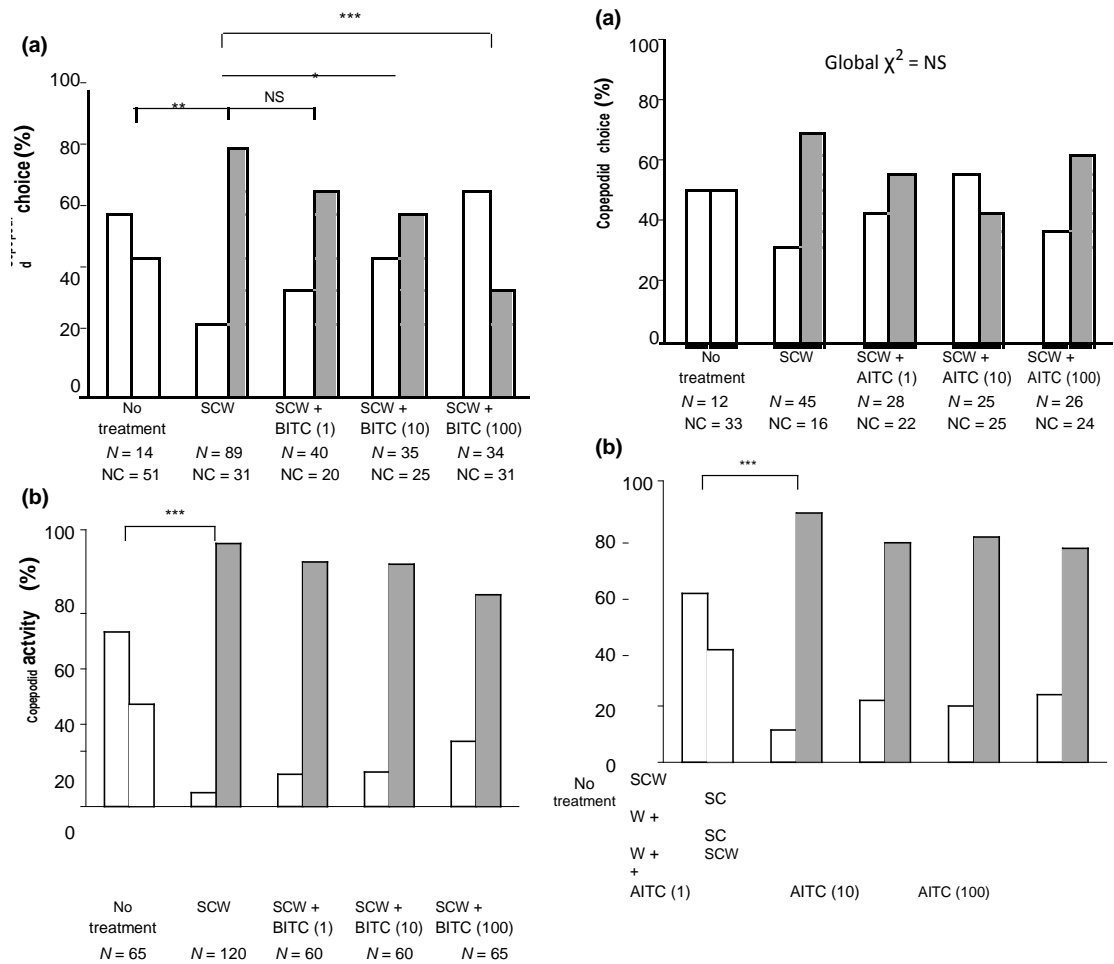 (a)
***
100
*
NS
**
80
choice (%)
60
d
40
20
0
No
treatment
SCW
SCW +
BITC (1)
SCW +
BITC (10)
SCW +
BITC (100)
N = 14
N = 89
N = 40
N = 35
N = 34
NC = 51
NC = 31
NC = 20
NC = 25
NC = 31
(b)
***
100
Copepodid actvity (%)
80
60
40
20
0
No
treatment
SCW
SCW +
BITC (1)
SCW +
BITC (10)
SCW +
BITC (100)
N = 65
N = 120
N = 60
N = 60
N = 65
(a)
Global χ² = NS
80
Copepodid choice (%)
60
40
20
0
No
treatment
SCW
SCW +
AITC (1)
SCW +
AITC (10)
SCW +
AITC (100)
N = 12
N = 45
N = 28
N = 25
N = 26
NC = 33
NC = 16
NC = 22
NC = 25
NC = 24
(b)
***
100
80 -
60
40 -
20
0
No
treatment
SCW
SC
W +
SC
W + SCW
+
AITC (1) AITC (10) AITC (100)